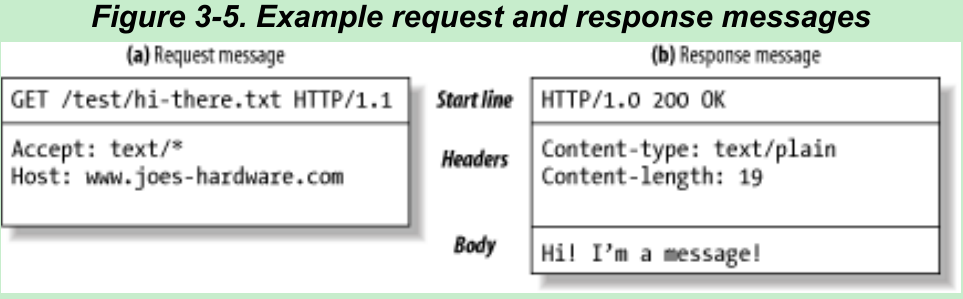 Figure 3-5. Example request and response messages
(a) Request message
GET /test/hi-there.txt HTTP/1.1
Accept: text/*
Host: www.joes-hardware.com
Start line
Headers
Body
(b) Response message
HTTP/1.0 200 OK
Content-type: text/plain
Content-length: 19
Hi! I'm a message!